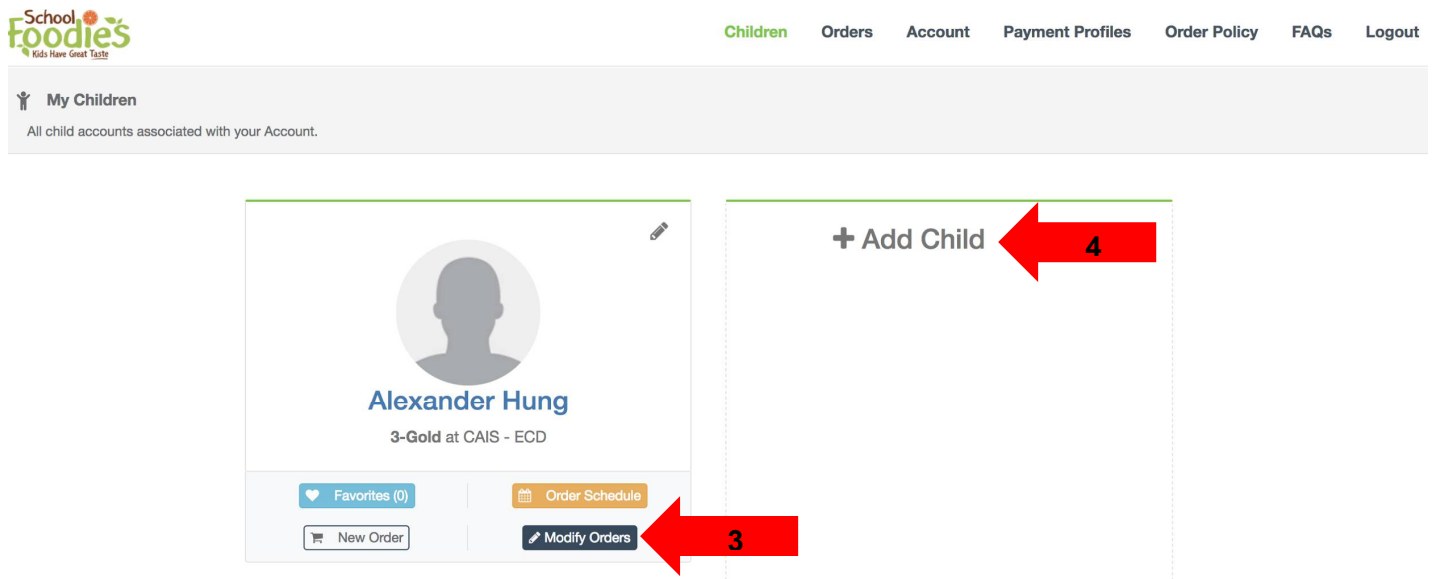 School
Foodies
Kids Have Great Taste
Children Orders Account Payment Profiles Order Policy FAQs Logout
My Children
All child accounts associated with your Account.
+ Add Child
4
Alexander Hung
3-Gold at CAIS - ECD
Favorites (0) Order Schedule
New Order Modify Orders
3